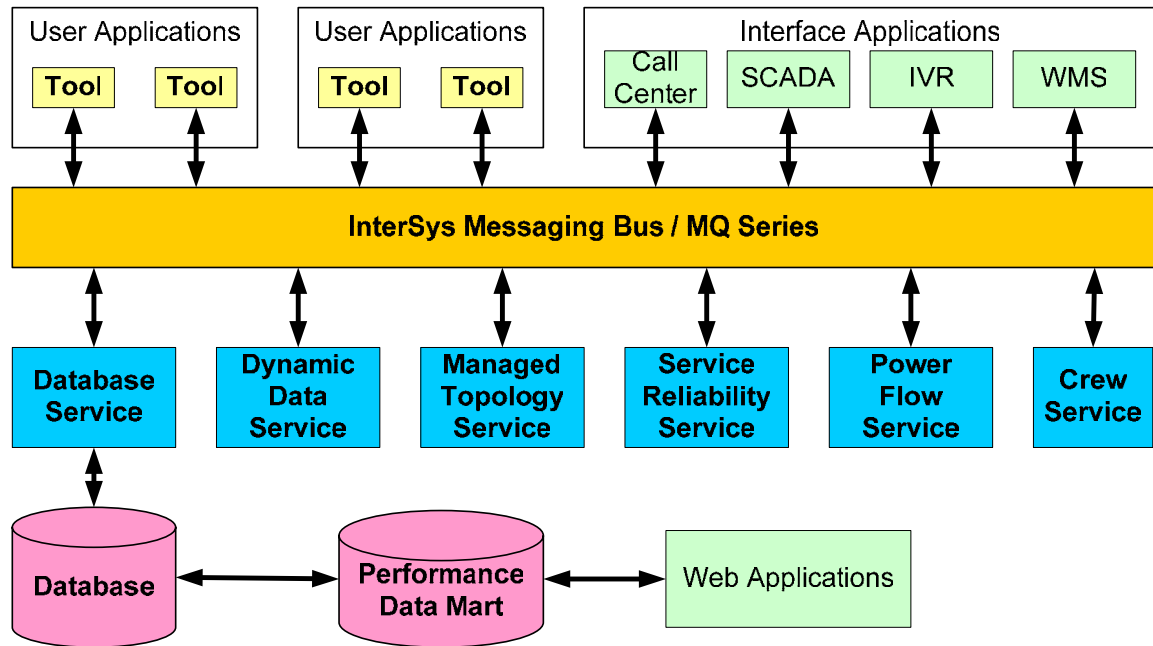 User Applications
User Applications
Interface Applications
Tool
Tool
Tool
Tool
Call
Center
SCADA
IVR
WMS
InterSys Messaging Bus / MQ Series
Database
Service
Dynamic
Data
Service
Managed
Topology
Service
Service
Reliability
Service
Power
Flow
Service
Crew
Service
Database
Performance
Data Mart
Web Applications